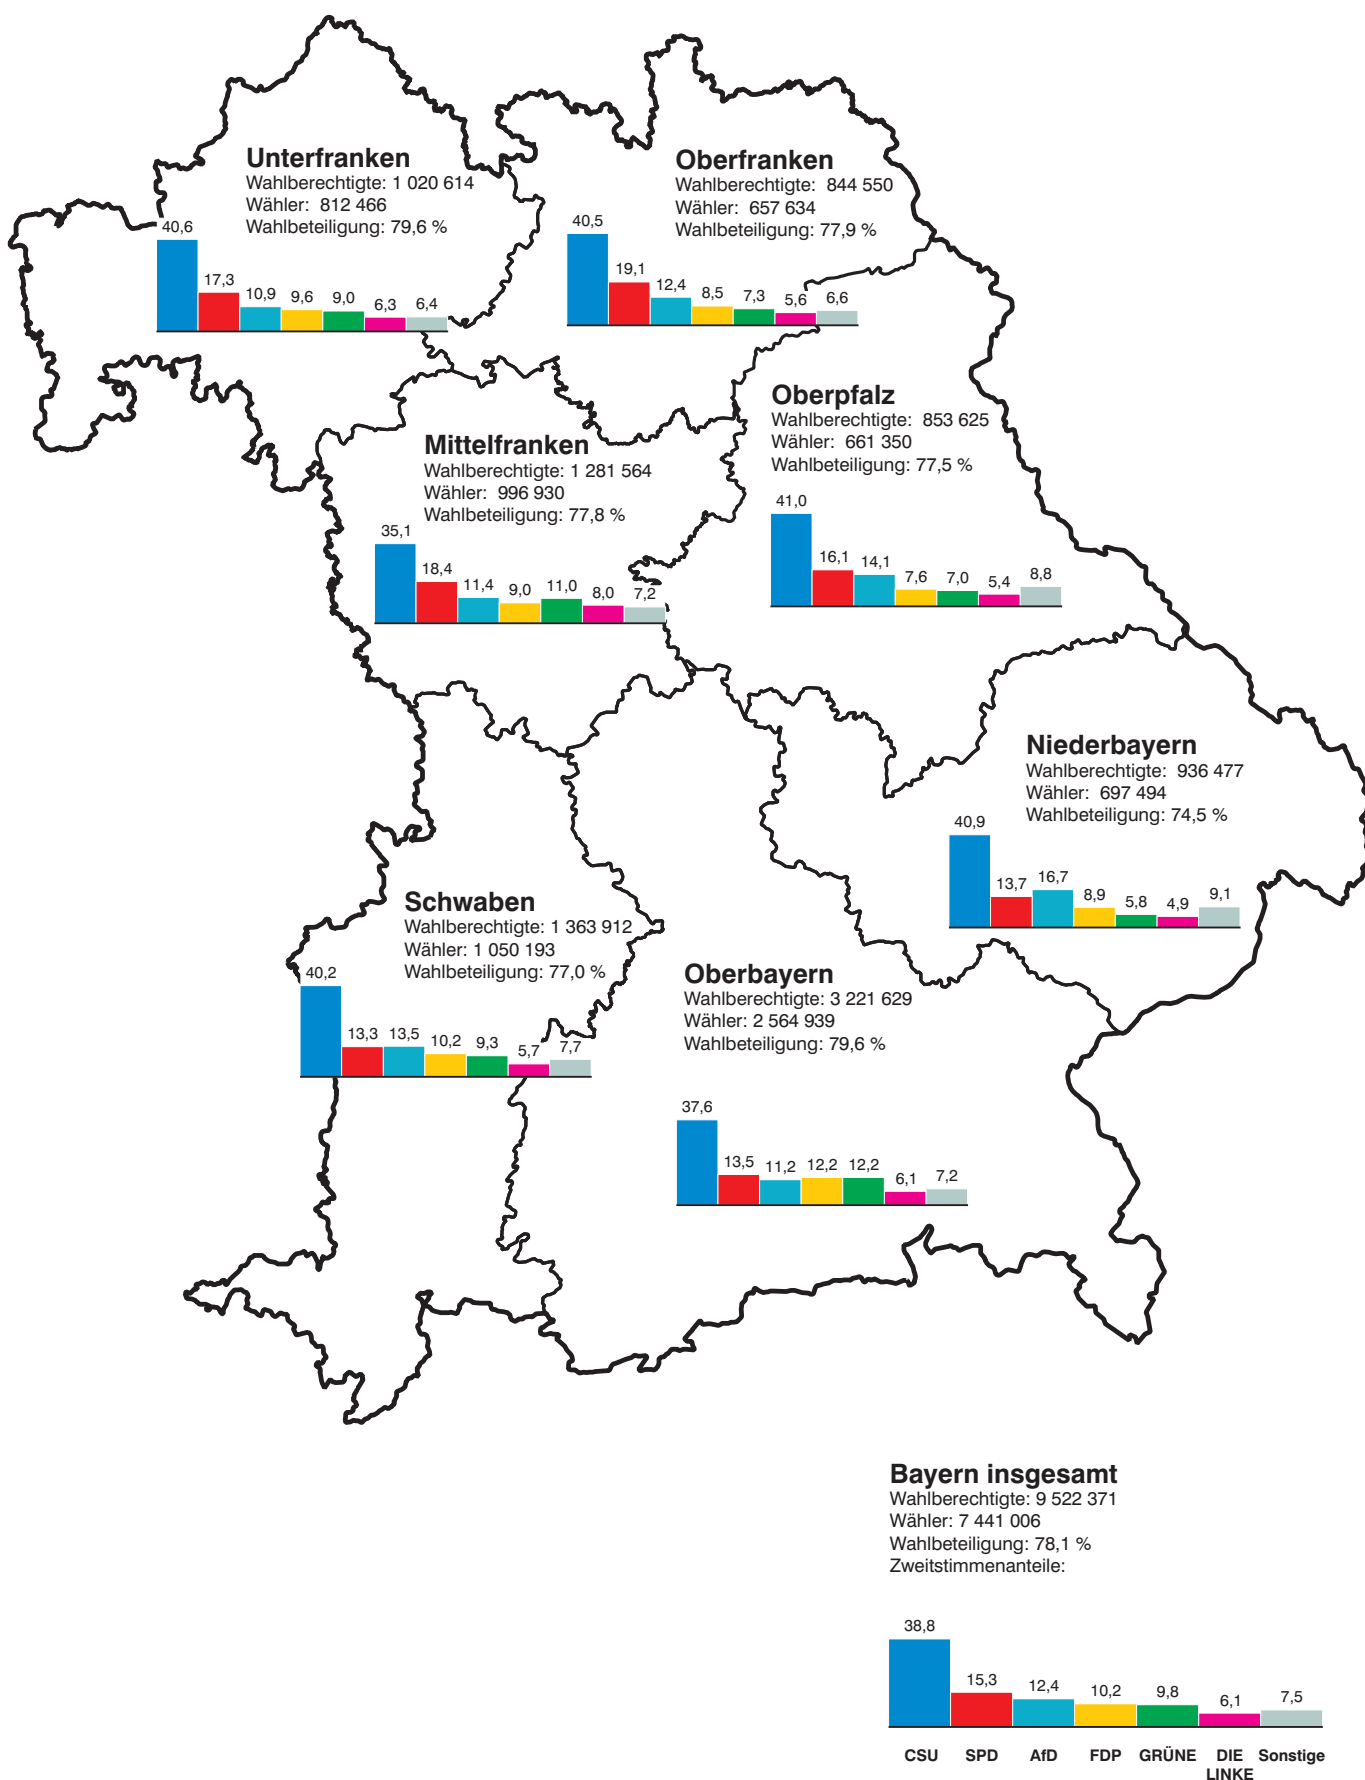 Unterfranken
Wahlberechtigte: 1 020 614
Wähler: 812 466
Wahlbeteiligung: 79,6 %
40,6 17,3 10,9 9,6 9,0 6,3 6,4
Oberfranken
Wahlberechtigte: 844 550
Wähler: 657 634
Wahlbeteiligung: 77,9 %
40,5 19,1 12,4 8,5 7,3 5,6 6,6
Oberpfalz
Wahlberechtigte: 853 625
Wähler: 661 350
Wahlbeteiligung: 77,5 %
41,0 16,1 14,1 7,6 7,0 5,4 8,8
Mittelfranken
Wahlberechtigte: 1 281 564
Wähler: 996 930
Wahlbeteiligung: 77,8 %
35,1 18,4 11,4 9,0 11,0 8,0 7,2
Niederbayern
Wahlberechtigte: 936 477
Wähler: 697 494
Wahlbeteiligung: 74,5 %
40,9 13,7 16,7 8,9 5,8 4,9 9,1
Schwaben
Wahlberechtigte: 1 363 912
Wähler: 1 050 193
Wahlbeteiligung: 77,0 %
40,2 13,3 13,5 10,2 9,3 5,7 7,7
Oberbayern
Wahlberechtigte: 3 221 629
Wähler: 2 564 939
Wahlbeteiligung: 79,6 %
37,6 13,5 11,2 12,2 12,2 6,1 7,2
Bayern insgesamt
Wahlberechtigte: 9 522 371
Wähler: 7 441 006
Wahlbeteiligung: 78,1 %
Zweitstimmenanteile:
38,8 15,3 12,4 10,2 9,8 6,1 7,5
CSU SPD AfD FDP GRÜNE DIE Sonstige
LINKE